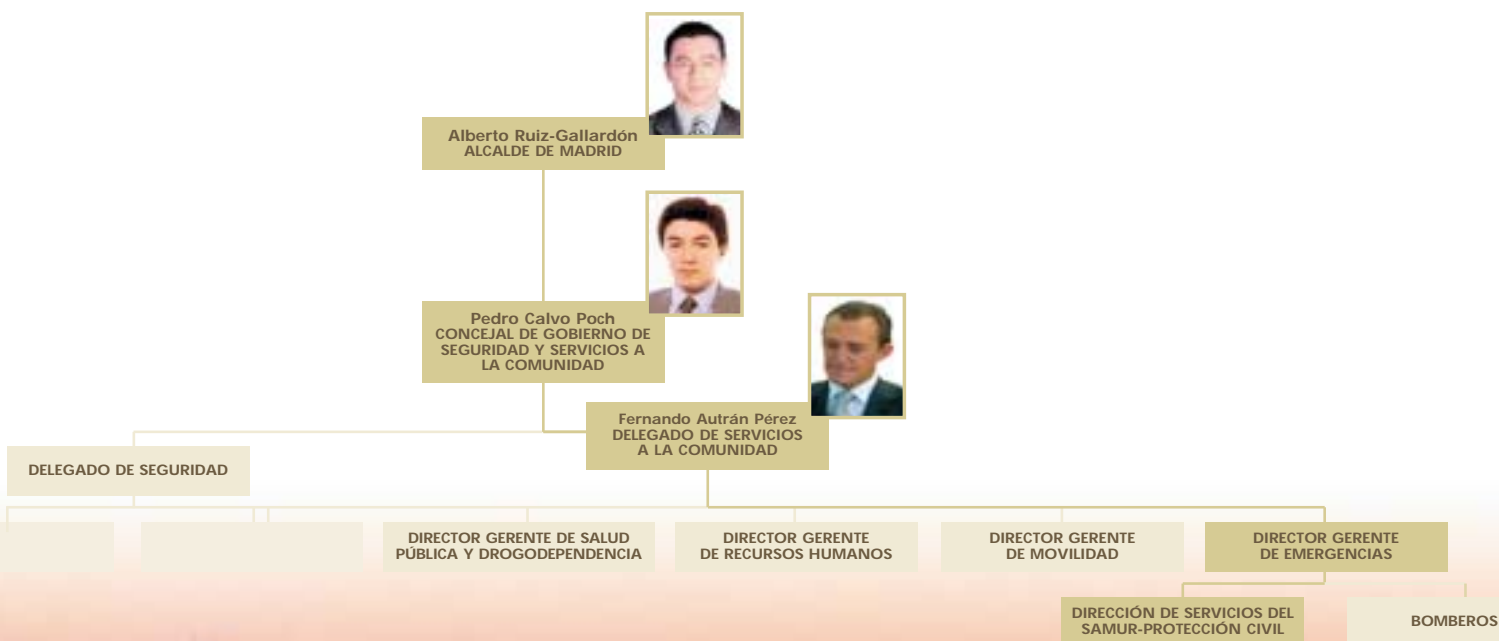 Alberto Ruiz-Gallardón
ALCALDE DE MADRID
Pedro Calvo Poch
CONCEJAL DE GOBIERNO DE
SEGURIDAD Y SERVICIOS A
LA COMUNIDAD
Fernando Autrán Pérez
DELEGADO DE SERVICIOS
A LA COMUNIDAD
DELEGADO DE SEGURIDAD
DIRECTOR GERENTE DE SALUD
PÚBLICA Y DROGODEPENDENCIA
DIRECTOR GERENTE
DE RECURSOS HUMANOS
DIRECTOR GERENTE
DE MOVILIDAD
DIRECTOR GERENTE
DE EMERGENCIAS
DIRECCIÓN DE SERVICIOS DEL
SAMUR-PROTECCIÓN CIVIL
BOMBEROS